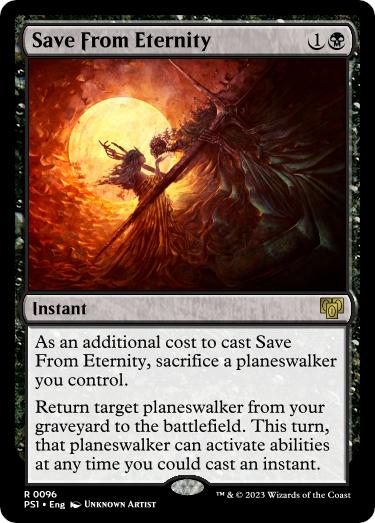 Save From Eternity 1
Instant
As an additional cost to cast Save
From Eternity, sacrifice a planeswalker
you control.
Return target planeswalker from your
graveyard to the battlefield. This turn,
that planeswalker can activate abilities
at any time you could cast an instant.
R 0096
PS1 • Eng Unknown Artist
™ & © 2023 Wizards of the Coast